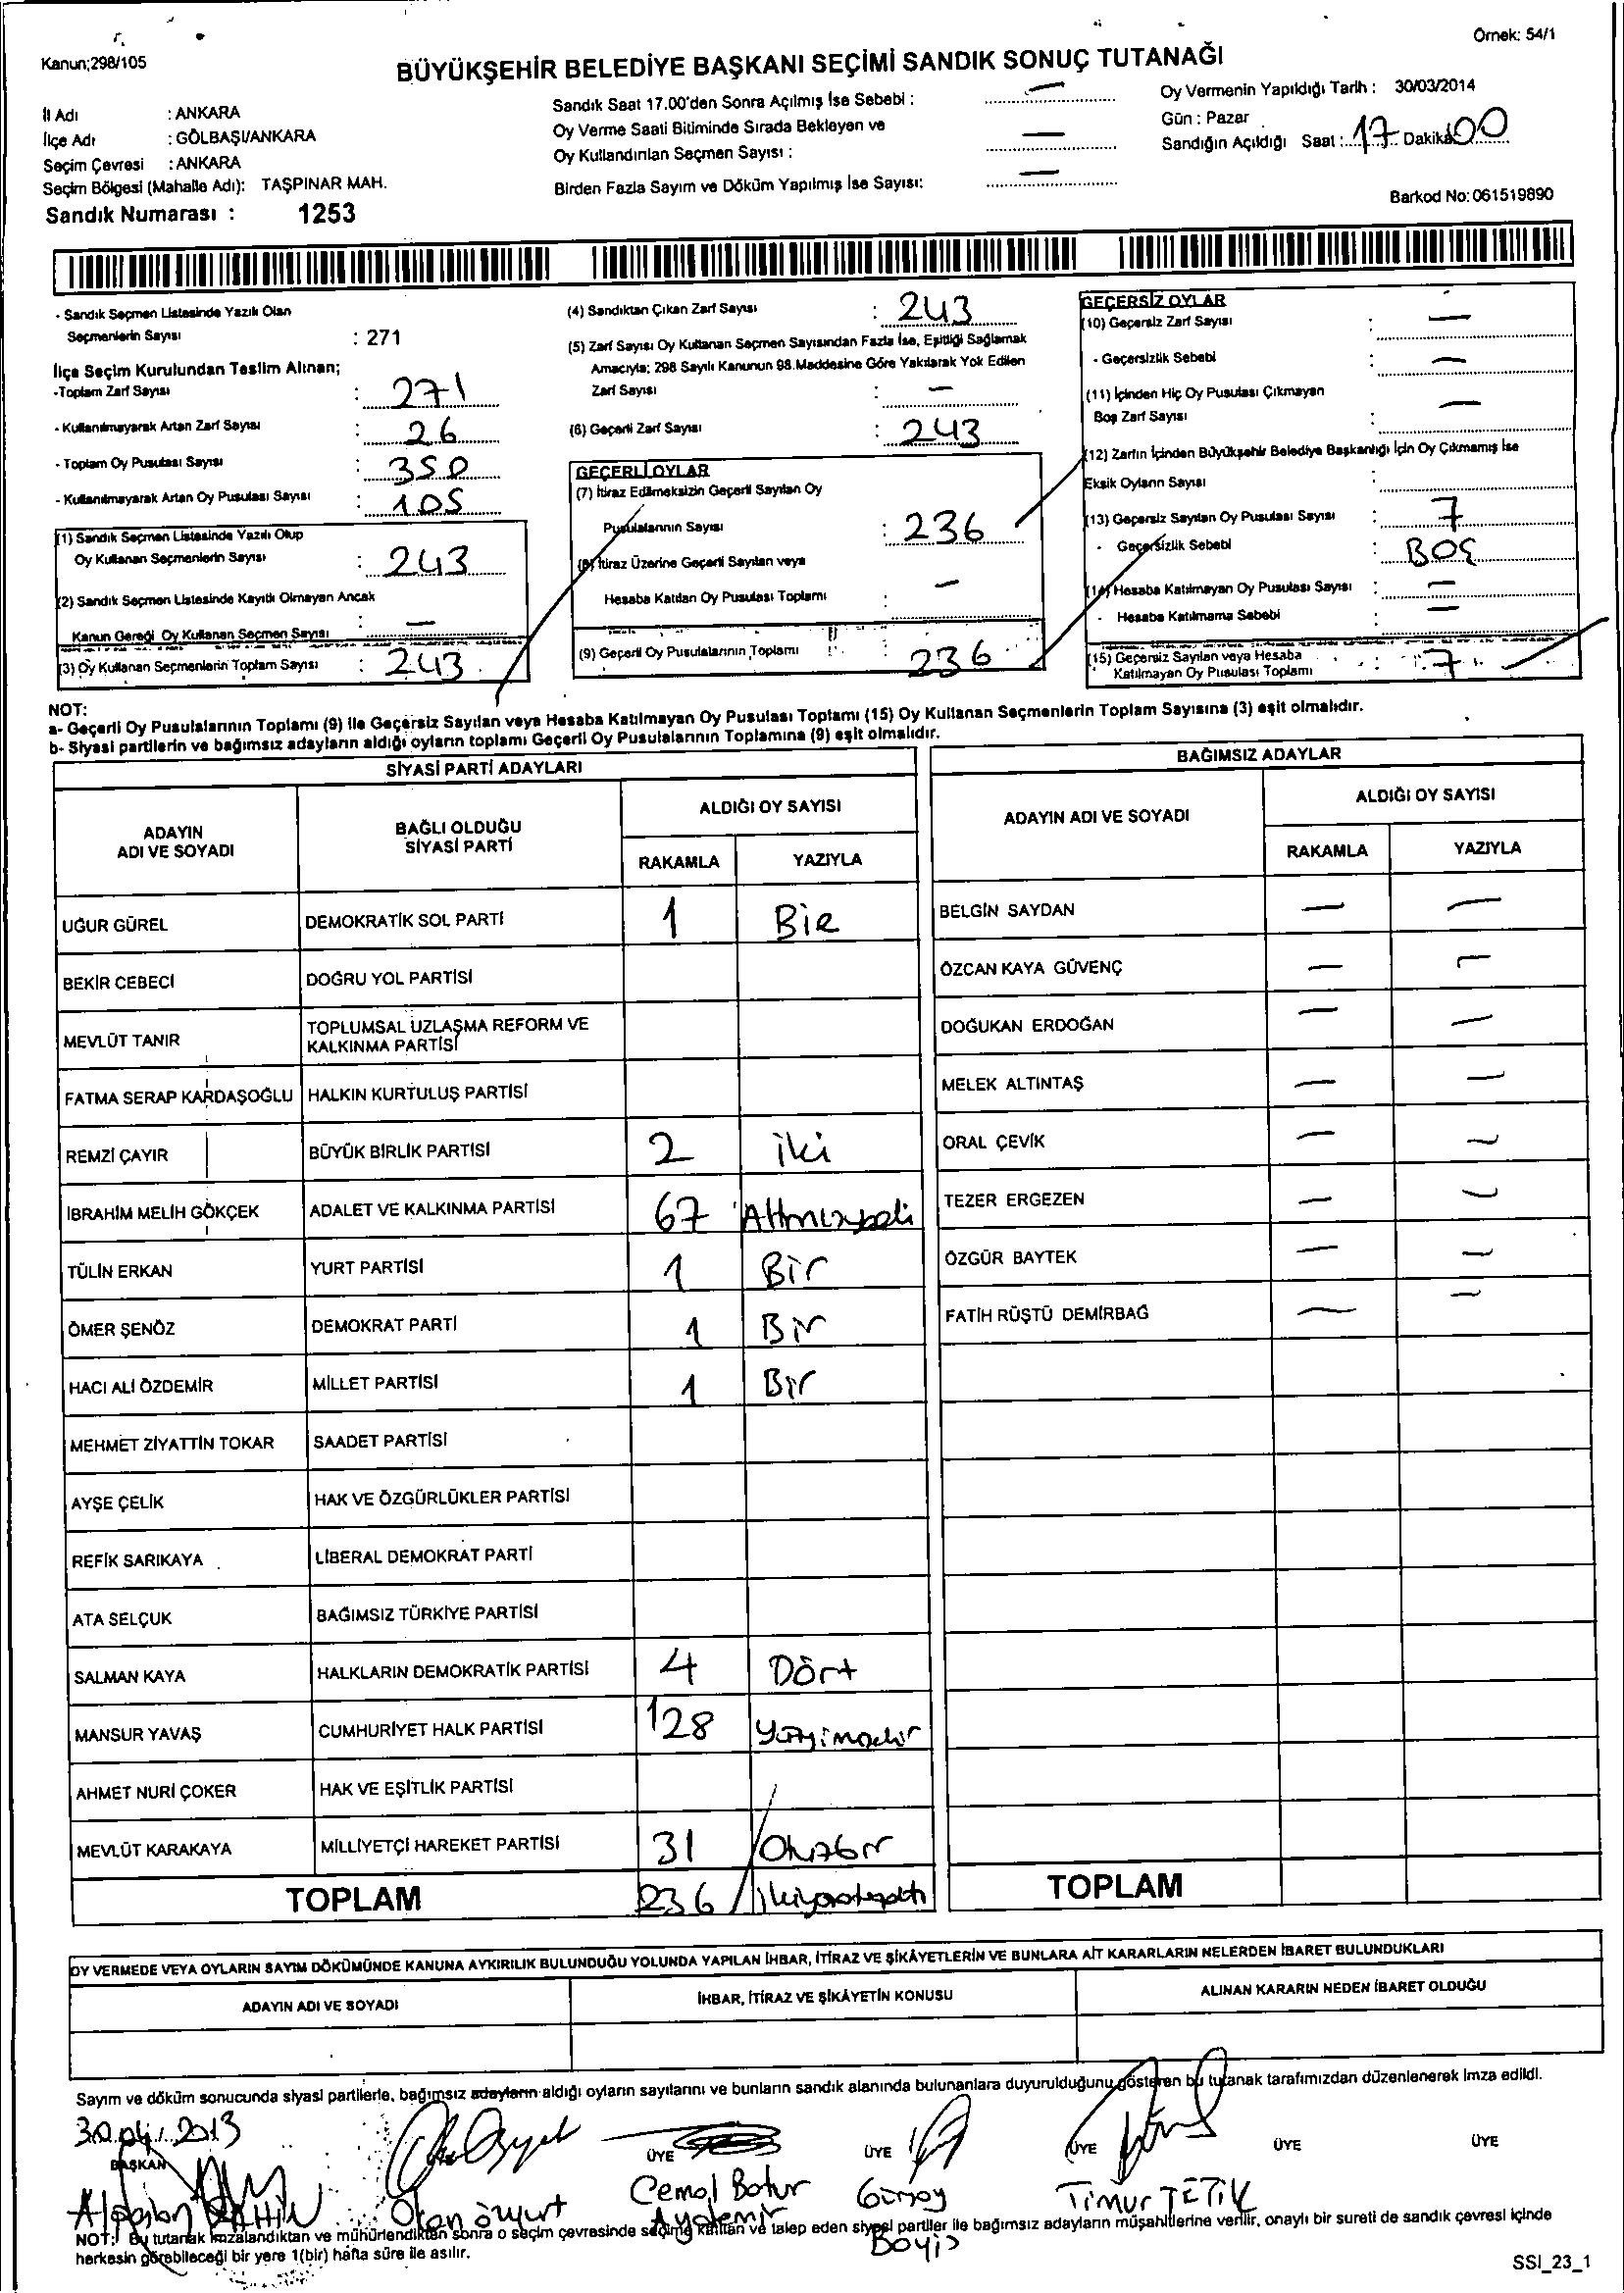 Örnek: 54/1
Kanun;298/105
BÜYÜKŞEHİR BELEDİYE BAŞKANI SEÇİMİ SANDIK SONUÇ TUTANAĞI
İl Adı : ANKARA
İlçe Adı : GÖLBAŞI/ANKARA
Seçim Çevresi : ANKARA
Seçim Bölgesi (Mahalle Adı): TAŞPINAR MAH.
Sandık Numarası : 1253
Sandık Saat 17.00'den Sonra Açılmış İse Sebebi : —
Oy Verme Saati Bitiminde Sırada Bekleyen ve
Oy Kullandırılan Seçmen Sayısı : —
Birden Fazla Sayım ve Döküm Yapılmış İse Sayısı: —
Oy Vermenin Yapıldığı Tarih : 30/03/2014
Gün : Pazar
Sandığın Açıldığı Saat : 17 Dakika 00
Barkod No: 061519890
- Sandık Seçmen Listesinde Yazılı Olan
Seçmenlerin Sayısı : 271
İlçe Seçim Kurulundan Teslim Alınan;
-Toplam Zarf Sayısı : 271
- Kullanılmayarak Artan Zarf Sayısı : 26
- Toplam Oy Pusulası Sayısı : 350
- Kullanılmayarak Artan Oy Pusulası Sayısı : 105
(1) Sandık Seçmen Listesinde Yazılı Olup
Oy Kullanan Seçmenlerin Sayısı : 243
(2) Sandık Seçmen Listesinde Kayıtlı Olmayan Ancak
Kanun Gereği Oy Kullanan Seçmen Sayısı : —
(3) Oy Kullanan Seçmenlerin Toplam Sayısı : 243
(4) Sandıktan Çıkan Zarf Sayısı : 243
(5) Zarf Sayısı Oy Kullanan Seçmen Sayısından Fazla İse, Eşitliği Sağlamak
Amacıyla; 298 Sayılı Kanunun 98.Maddesine Göre Yakılarak Yok Edilen
Zarf Sayısı : —
(6) Geçerli Zarf Sayısı : 243
GEÇERLİ OYLAR
(7) İtiraz Edilmeksizin Geçerli Sayılan Oy
Pusulalarının Sayısı : 236
(8) İtiraz Üzerine Geçerli Sayılan veya
Hesaba Katılan Oy Pusulası Toplamı : —
(9) Geçerli Oy Pusulalarının Toplamı : 236
GEÇERSİZ OYLAR
(10) Geçersiz Zarf Sayısı : —
- Geçersizlik Sebebi : —
(11) İçinden Hiç Oy Pusulası Çıkmayan
Boş Zarf Sayısı : —
(12) Zarfın İçinden Büyükşehir Belediye Başkanlığı İçin Oy Çıkmamış İse
Eksik Oyların Sayısı :
(13) Geçersiz Sayılan Oy Pusulası Sayısı : 7
- Geçersizlik Sebebi : BOŞ
(14) Hesaba Katılmayan Oy Pusulası Sayısı : —
- Hesaba Katılmama Sebebi : —
(15) Geçersiz Sayılan veya Hesaba
Katılmayan Oy Pusulası Toplamı : 7
NOT:
a- Geçerli Oy Pusulalarının Toplamı (9) ile Geçersiz Sayılan veya Hesaba Katılmayan Oy Pusulası Toplamı (15) Oy Kullanan Seçmenlerin Toplam Sayısına (3) eşit olmalıdır.
b- Siyasi partilerin ve bağımsız adayların aldığı oyların toplamı Geçerli Oy Pusulalarının Toplamına (9) eşit olmalıdır.
SİYASİ PARTİ ADAYLARI
ADAYIN ADI VE SOYADI BAĞLI OLDUĞU SİYASİ PARTİ ALDIĞI OY SAYISI
RAKAMLA YAZIYLA
UĞUR GÜREL DEMOKRATİK SOL PARTİ 1 Bir
BEKİR CEBECİ DOĞRU YOL PARTİSİ
MEVLÜT TANIR TOPLUMSAL UZLAŞMA REFORM VE KALKINMA PARTİSİ
FATMA SERAP KARDAŞOĞLU HALKIN KURTULUŞ PARTİSİ
REMZİ ÇAYIR BÜYÜK BİRLİK PARTİSİ 2 iki
İBRAHİM MELİH GÖKÇEK ADALET VE KALKINMA PARTİSİ 67 Altmışyedi
TÜLİN ERKAN YURT PARTİSİ 1 Bir
ÖMER ŞENÖZ DEMOKRAT PARTİ 1 Bir
HACI ALİ ÖZDEMİR MİLLET PARTİSİ 1 Bir
MEHMET ZİYATTİN TOKAR SAADET PARTİSİ
AYŞE ÇELİK HAK VE ÖZGÜRLÜKLER PARTİSİ
REFİK SARIKAYA LİBERAL DEMOKRAT PARTİ
ATA SELÇUK BAĞIMSIZ TÜRKİYE PARTİSİ
SALMAN KAYA HALKLARIN DEMOKRATİK PARTİSİ 4 Dört
MANSUR YAVAŞ CUMHURİYET HALK PARTİSİ 128
AHMET NURİ ÇOKER HAK VE EŞİTLİK PARTİSİ
MEVLÜT KARAKAYA MİLLİYETÇİ HAREKET PARTİSİ 31 Otuzbir
TOPLAM 236
BAĞIMSIZ ADAYLAR
ADAYIN ADI VE SOYADI ALDIĞI OY SAYISI
RAKAMLA YAZIYLA
BELGİN SAYDAN — —
ÖZCAN KAYA GÜVENÇ — —
DOĞUKAN ERDOĞAN — —
MELEK ALTINTAŞ — —
ORAL ÇEVİK — —
TEZER ERGEZEN — —
ÖZGÜR BAYTEK — —
FATİH RÜŞTÜ DEMİRBAĞ — —
TOPLAM
OY VERMEDE VEYA OYLARIN SAYIM DÖKÜMÜNDE KANUNA AYKIRILIK BULUNDUĞU YOLUNDA YAPILAN İHBAR, İTİRAZ VE ŞİKÂYETLERİN VE BUNLARA AİT KARARLARIN NELERDEN İBARET BULUNDUKLARI
ADAYIN ADI VE SOYADI İHBAR, İTİRAZ VE ŞİKÂYETİN KONUSU ALINAN KARARIN NEDEN İBARET OLDUĞU
Sayım ve döküm sonucunda siyasi partilerle, bağımsız adayların aldığı oyların sayılarını ve bunların sandık alanında bulunanlara duyurulduğunu gösteren bu tutanak tarafımızdan düzenlenerek imza edildi.
30.04.2013
BAŞKAN ÜYE ÜYE ÜYE ÜYE ÜYE
Alpaslan ŞAHİN Okan Özyurt Cemal Batur Aydemir Gürsoy Timur TETİK
NOT: Bu tutanak imzalandıktan ve mühürlendikten sonra o seçim çevresinde seçime katılan ve talep eden siyasi partiler ile bağımsız adayların müşahitlerine verilir, onaylı bir sureti de sandık çevresi içinde
herkesin görebileceği bir yere 1(bir) hafta süre ile asılır.
SSI_23_1